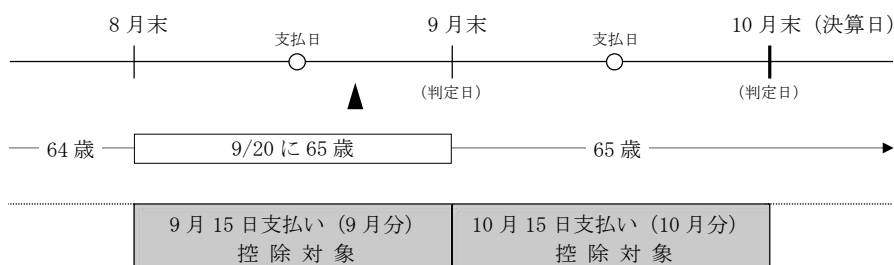 8月末
支払日
9月末
支払日
10月末（決算日）
（判定日）
（判定日）
64歳
9/20に65歳
65歳
9月15日支払い（9月分）
控除対象
10月15日支払い（10月分）
控除対象